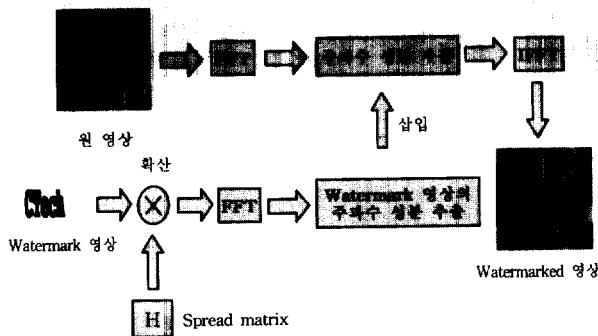 원 영상
삽입
확산
CTech
FFT
Watermark 영상의
주파수 성분 추출
Watermark 영상
Watermarked 영상
H
Spread matrix